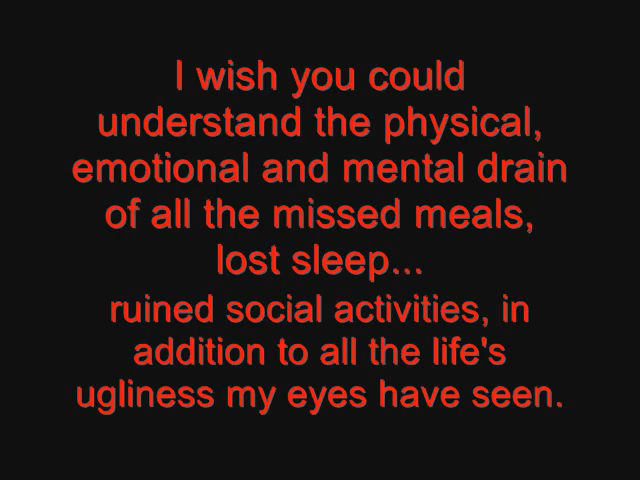 I wish you could
understand the physical,
emotional and mental drain
of all the missed meals,
lost sleep...
ruined social activities, in
addition to all the life's
ugliness my eyes have seen.